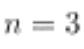 n = 3